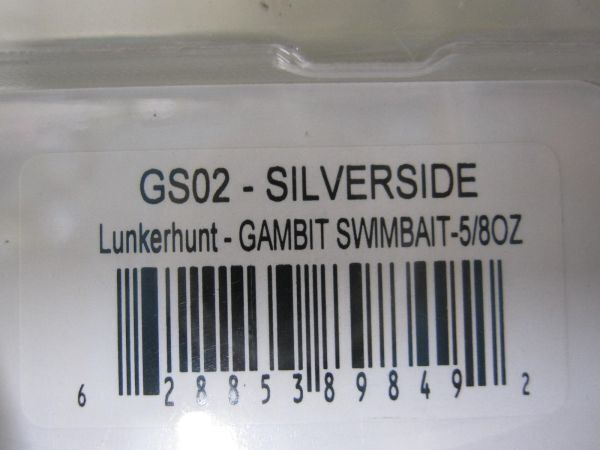 GS02 - SILVERSIDE
Lunkerhunt - GAMBIT SWIMBAIT-5/8OZ
6 28853 89849 2